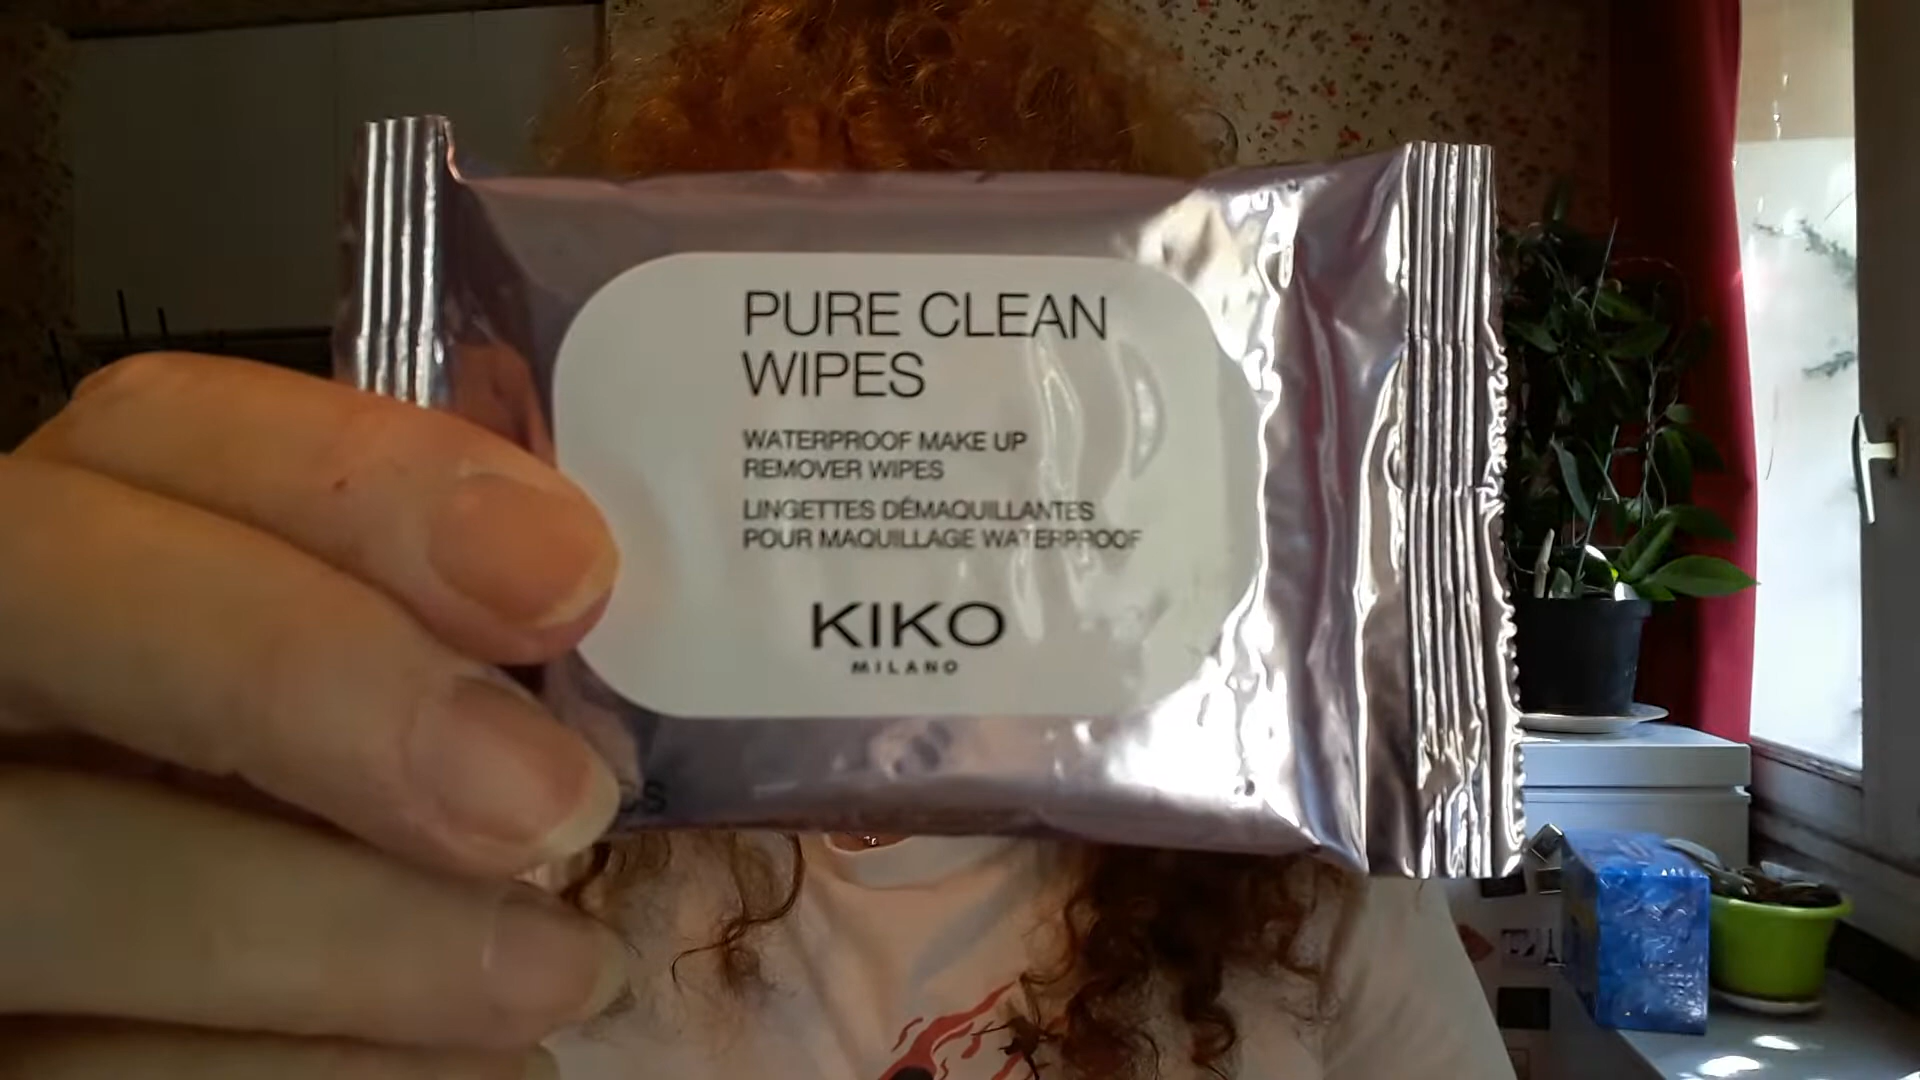 PURE CLEAN
WIPES
WATERPROOF MAKE UP
REMOVER WIPES
LINGETTES DÉMAQUILLANTES
POUR MAQUILLAGE WATERPROOF
KIKO
MILANO